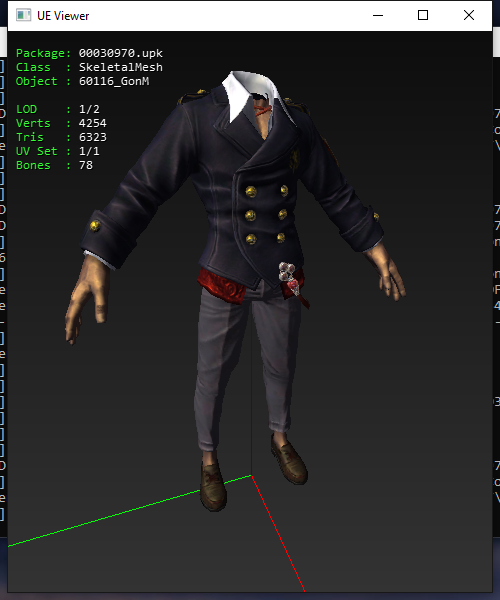 UE Viewer
Package: 00030970.upk
Class : SkeletalMesh
Object : 60116_GonM
LOD : 1/2
Verts : 4254
Tris : 6323
UV Set : 1/1
Bones : 78